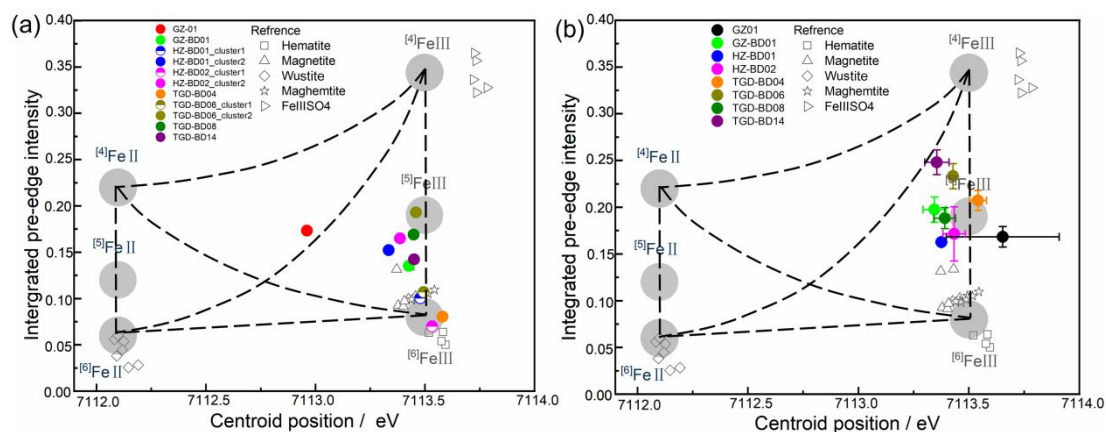 (a)
Intergrated pre-edge intensity
0.40
0.35
0.30
0.25
0.20
0.15
0.10
0.05
0.00
7112.0
7112.5
7113.0
7113.5
7114.0
Centroid position / eV
GZ-01
GZ-BD01
HZ-BD01_cluster1
HZ-BD01_cluster2
HZ-BD02_cluster1
HZ-BD02_cluster2
TGD-BD04
TGD-BD06_cluster1
TGD-BD06_cluster2
TGD-BD08
TGD-BD14
Refrence
Hematite
Magnetite
Wustite
Maghemtite
FeIIISO4
[4]FeIII
[4]FeⅡ
[5]FeIII
[5]FeⅡ
[6]FeⅡ
[6]FeIII
(b)
Integrated pre-edge intensity
0.40
0.35
0.30
0.25
0.20
0.15
0.10
0.05
0.00
7112.0
7112.5
7113.0
7113.5
7114.0
Centroid position / eV
GZ01
GZ-BD01
HZ-BD01
HZ-BD02
TGD-BD04
TGD-BD06
TGD-BD08
TGD-BD14
Refrence
Hematite
Magnetite
Wustite
Maghemtite
FeIIISO4
[4]FeIII
[4]FeⅡ
FeIII
[5]FeⅡ
[6]FeⅡ
[6]FeIII